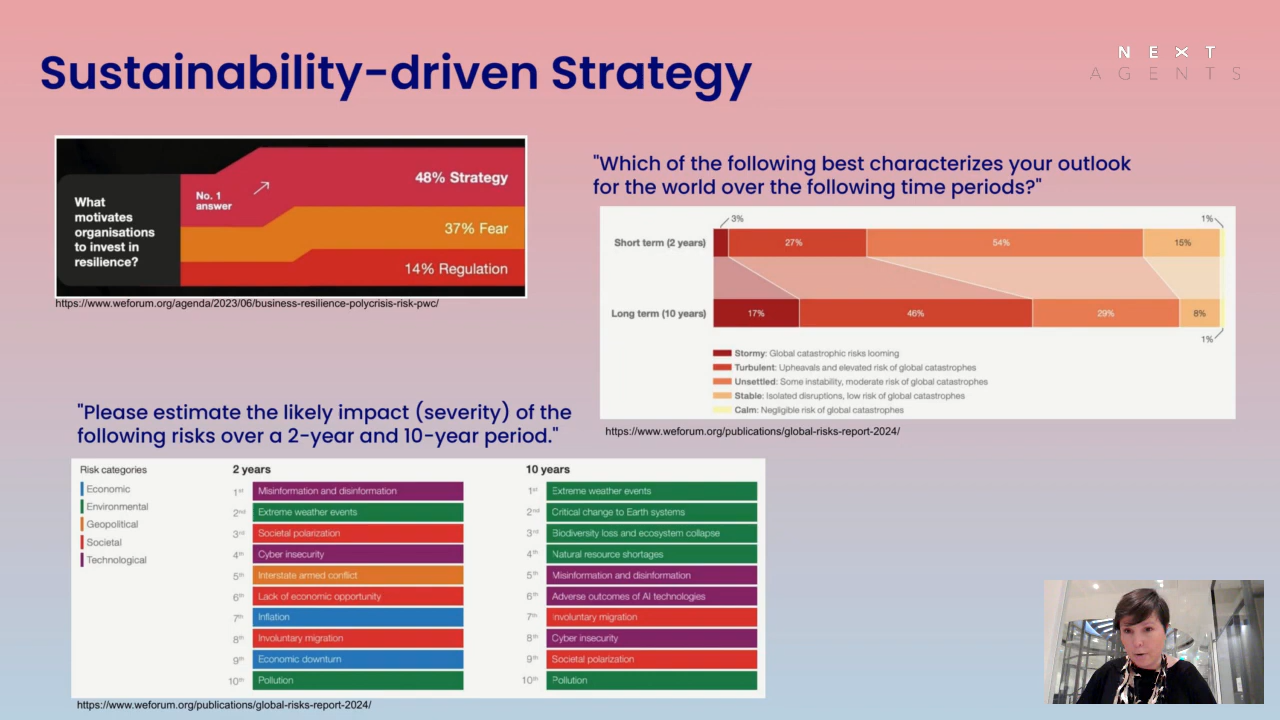 Sustainability-driven Strategy
N E X T
A G E N T S
What
motivates
organisations
to invest in
resilience?
No. 1
answer
48% Strategy
37% Fear
14% Regulation
https://www.weforum.org/agenda/2023/06/business-resilience-polycrisis-risk-pwc/
"Which of the following best characterizes your outlook
for the world over the following time periods?"
3%
1%
Short term (2 years)
27%
54%
15%
Long term (10 years)
17%
46%
29%
8%
1%
Stormy: Global catastrophic risks looming
Turbulent: Upheavals and elevated risk of global catastrophes
Unsettled: Some instability, moderate risk of global catastrophes
Stable: Isolated disruptions, low risk of global catastrophes
Calm: Negligible risk of global catastrophes
https://www.weforum.org/publications/global-risks-report-2024/
"Please estimate the likely impact (severity) of the
following risks over a 2-year and 10-year period."
Risk categories
Economic
Environmental
Geopolitical
Societal
Technological
2 years
1st Misinformation and disinformation
2nd Extreme weather events
3rd Societal polarization
4th Cyber insecurity
5th Interstate armed conflict
6th Lack of economic opportunity
7th Inflation
8th Involuntary migration
9th Economic downturn
10th Pollution
10 years
1st Extreme weather events
2nd Critical change to Earth systems
3rd Biodiversity loss and ecosystem collapse
4th Natural resource shortages
5th Misinformation and disinformation
6th Adverse outcomes of AI technologies
7th Involuntary migration
8th Cyber insecurity
9th Societal polarization
10th Pollution
https://www.weforum.org/publications/global-risks-report-2024/